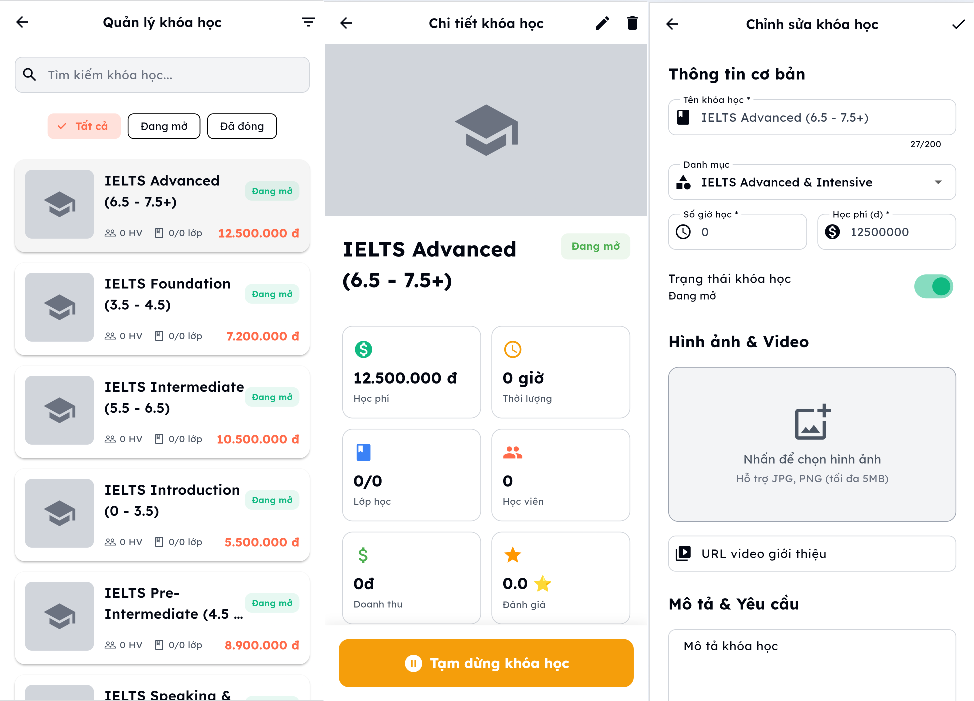 Quản lý khóa học
Tìm kiếm khóa học...
Tất cả
Đang mở
Đã đóng
IELTS Advanced
(6.5 - 7.5+)
Đang mở
0 HV
0/0 lớp
12.500.000 đ
IELTS Foundation
(3.5 - 4.5)
Đang mở
0 HV
0/0 lớp
7.200.000 đ
IELTS Intermediate
(5.5 - 6.5)
Đang mở
0 HV
0/0 lớp
10.500.000 đ
IELTS Introduction
(0 - 3.5)
Đang mở
0 HV
0/0 lớp
5.500.000 đ
IELTS Pre-
Intermediate (4.5 ...
Đang mở
0 HV
0/0 lớp
8.900.000 đ
IELTS Speaking &
Chi tiết khóa học
IELTS Advanced
(6.5 - 7.5+)
Đang mở
12.500.000 đ
Học phí
0 giờ
Thời lượng
0/0
Lớp học
0
Học viên
0đ
Doanh thu
0.0 ⭐
Đánh giá
Tạm dừng khóa học
Chỉnh sửa khóa học
Thông tin cơ bản
Tên khóa học *
IELTS Advanced (6.5 - 7.5+)
27/200
Danh mục
IELTS Advanced & Intensive
Số giờ học *
0
Học phí (đ) *
12500000
Trạng thái khóa học
Đang mở
Hình ảnh & Video
Nhấn để chọn hình ảnh
Hỗ trợ JPG, PNG (tối đa 5MB)
URL video giới thiệu
Mô tả & Yêu cầu
Mô tả khóa học